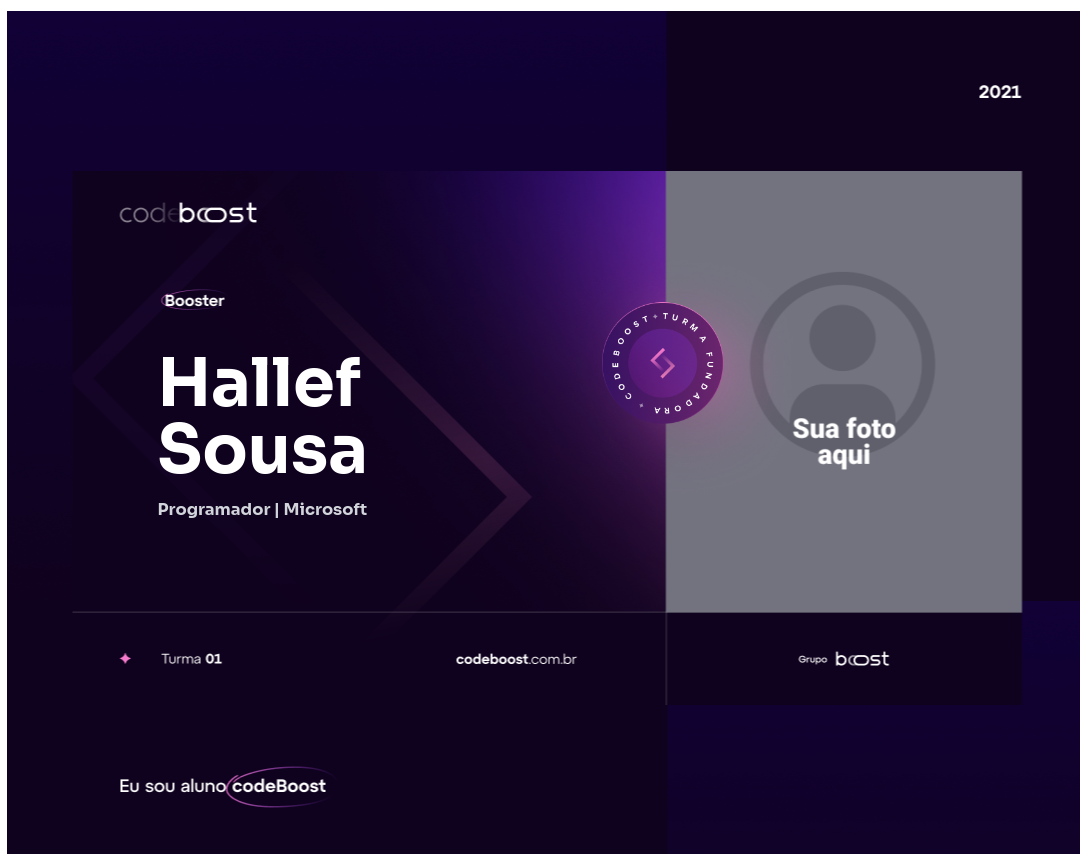 2021
codeboost
Booster
Hallef
Sousa
Programador | Microsoft
CODEBOOST + TURMA FUNDADORA +
Sua foto
aqui
Turma 01
codeboost.com.br
Grupo boost
Eu sou aluno codeBoost